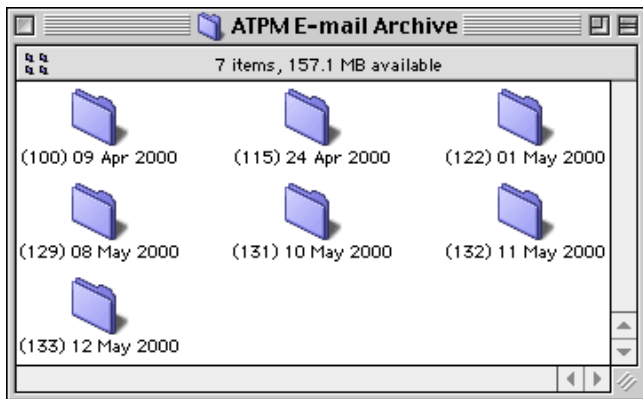 ATPM E-mail Archive
7 items, 157.1 MB available
(100) 09 Apr 2000 (115) 24 Apr 2000 (122) 01 May 2000
(129) 08 May 2000 (131) 10 May 2000 (132) 11 May 2000
(133) 12 May 2000